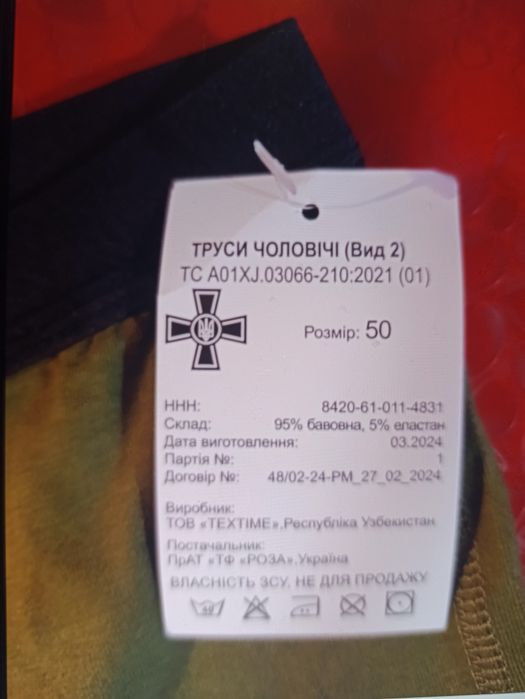 ТРУСИ ЧОЛОВІЧІ (Вид 2)
ТС A01XJ.03066-210:2021 (01)
Розмір: 50
ННН: 8420-61-011-4831
Склад: 95% бавовна, 5% еластан
Дата виготовлення: 03.2024
Партія №: 1
Договір №: 48/02-24-РМ_27_02_2024
Виробник:
ТОВ «TEXTIME».Республіка Узбекистан
Постачальник:
ПрАТ «ТФ «РОЗА».Україна
ВЛАСНІСТЬ ЗСУ. НЕ ДЛЯ ПРОДАЖУ